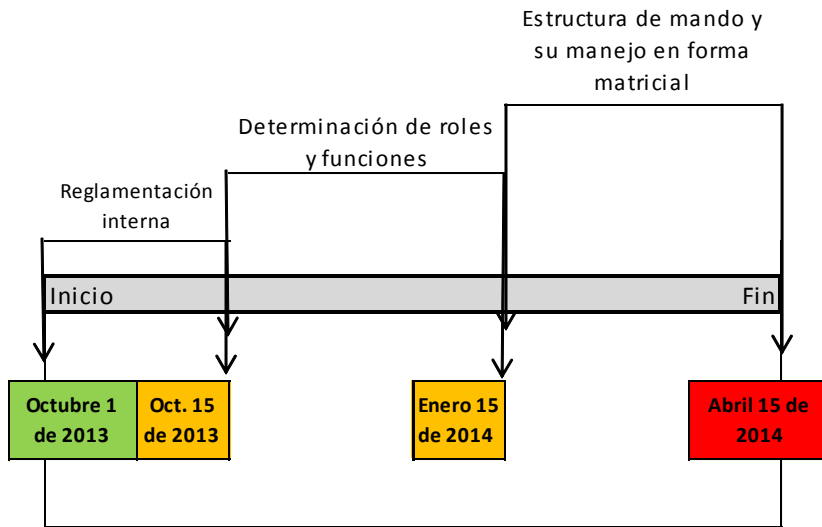 Estructura de mando y
su manejo en forma
matricial
Determinación de roles
y funciones
Reglamentación
interna
Inicio
Fin
Octubre 1
de 2013
Oct. 15
de 2013
Enero 15
de 2014
Abril 15 de
2014